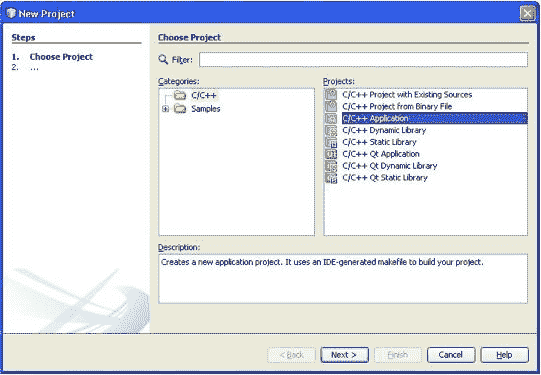 New Project
Steps
1. Choose Project
2. ...
Choose Project
Filter:
Categories:
C/C++
Samples
Projects:
C/C++ Project with Existing Sources
C/C++ Project from Binary File
C/C++ Application
C/C++ Dynamic Library
C/C++ Static Library
C/C++ Qt Application
C/C++ Qt Dynamic Library
C/C++ Qt Static Library
Description:
Creates a new application project. It uses an IDE-generated makefile to build your project.
< Back
Next >
Finish
Cancel
Help